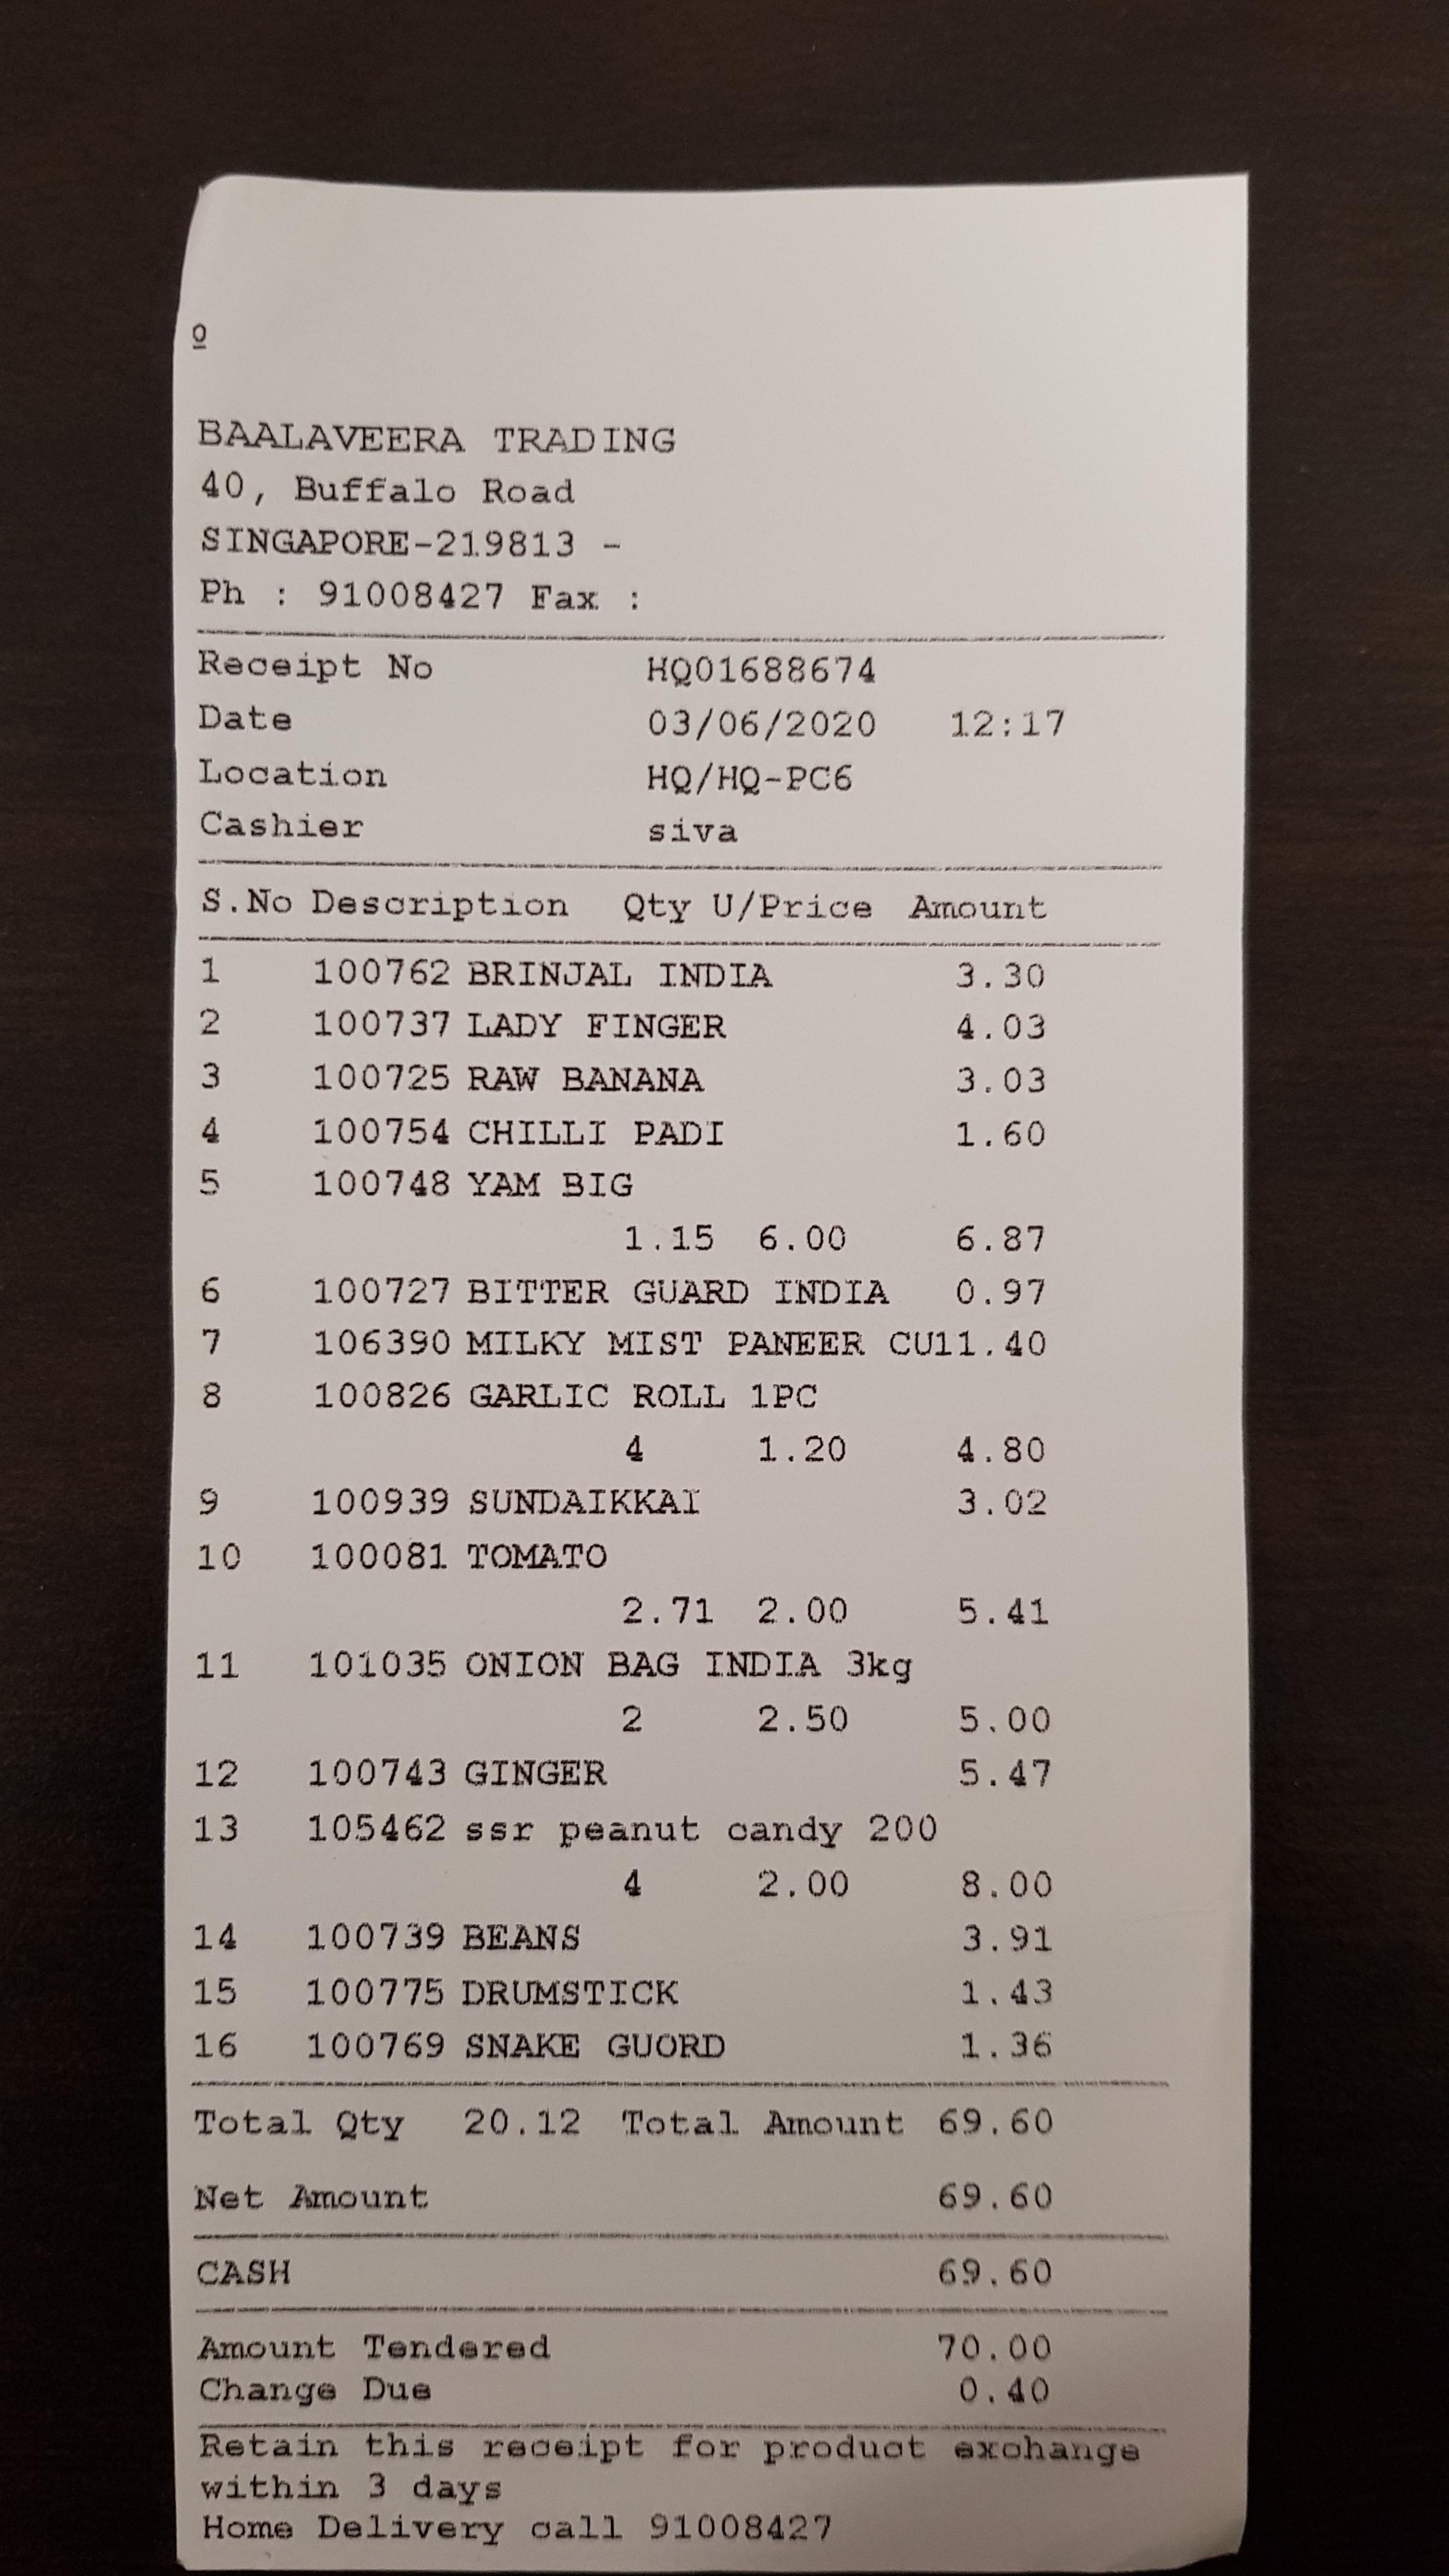 0
BAALAVEERA TRADING
40, Buffalo Road
SINGAPORE-219813 -
Ph : 91008427 Fax :
Receipt No HQ01688674
Date 03/06/2020 12:17
Location HQ/HQ-PC6
Cashier siva
S.No Description Qty U/Price Amount
1 100762 BRINJAL INDIA 3.30
2 100737 LADY FINGER 4.03
3 100725 RAW BANANA 3.03
4 100754 CHILLI PADI 1.60
5 100748 YAM BIG
1.15 6.00 6.87
6 100727 BITTER GUARD INDIA 0.97
7 106390 MILKY MIST PANEER CU11.40
8 100826 GARLIC ROLL 1PC
4 1.20 4.80
9 100939 SUNDAIKKAI 3.02
10 100081 TOMATO
2.71 2.00 5.41
11 101035 ONION BAG INDIA 3kg
2 2.50 5.00
12 100743 GINGER 5.47
13 105462 ssr peanut candy 200
4 2.00 8.00
14 100739 BEANS 3.91
15 100775 DRUMSTICK 1.43
16 100769 SNAKE GUORD 1.36
Total Qty 20.12 Total Amount 69.60
Net Amount 69.60
CASH 69.60
Amount Tendered 70.00
Change Due 0.40
Retain this receipt for product exchange
within 3 days
Home Delivery call 91008427